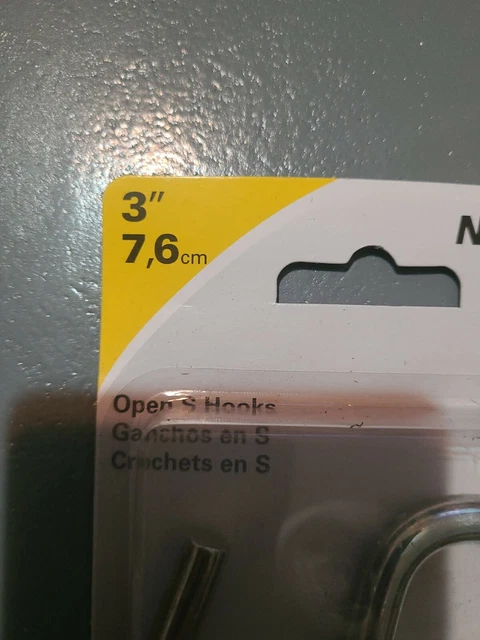 3"
7,6cm
N
Open S Hooks
Ganchos en S
Crochets en S